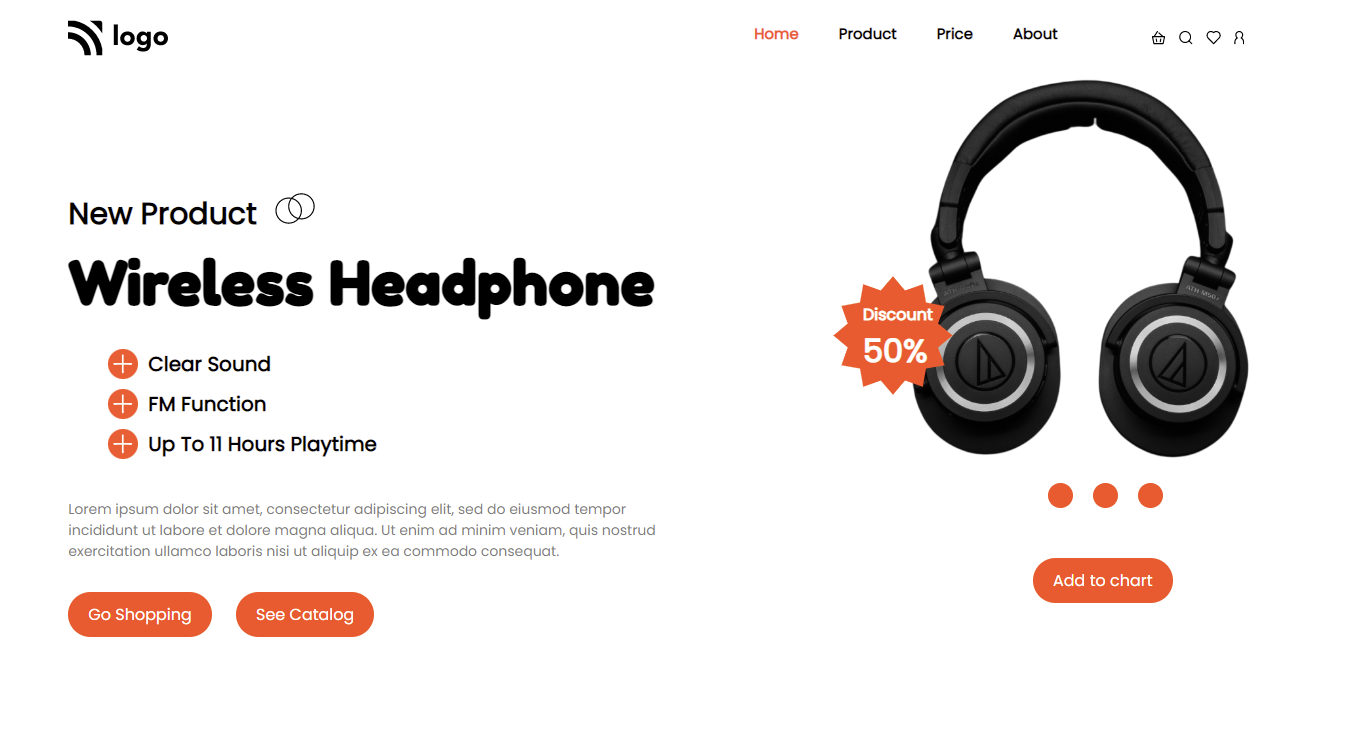 logo
Home Product Price About
New Product
Wireless Headphone
Clear Sound
FM Function
Up To 11 Hours Playtime
Lorem ipsum dolor sit amet, consectetur adipiscing elit, sed do eiusmod tempor
incididunt ut labore et dolore magna aliqua. Ut enim ad minim veniam, quis nostrud
exercitation ullamco laboris nisi ut aliquip ex ea commodo consequat.
Go Shopping See Catalog
Discount
50%
Add to chart